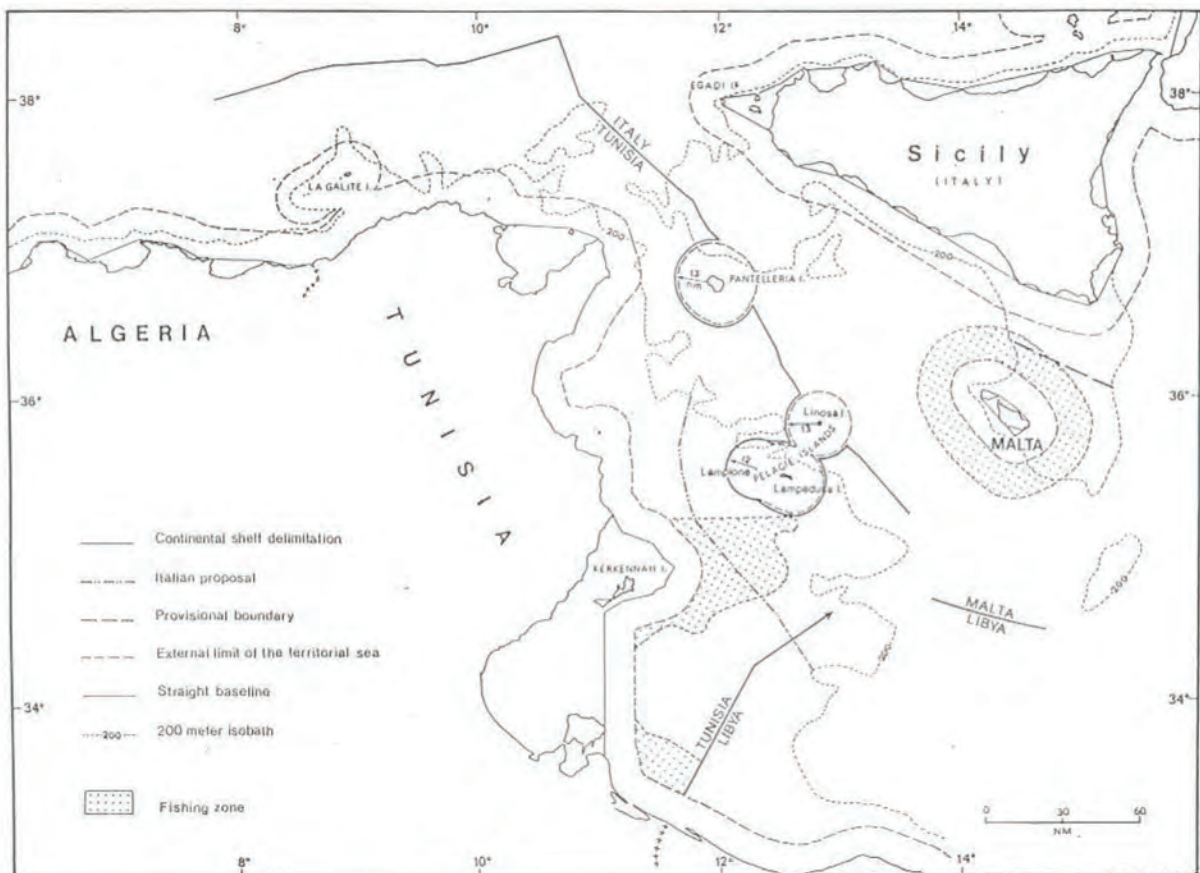 8°
10°
12°
14°
38°
38°
EGADI Is
ITALY
TUNISIA
Sicily
(ITALY)
LA GALITE I.
200
200
13
nm
PANTELLERIA I.
ALGERIA
TUNISIA
36°
36°
Linosa I.
13
PELAGIE ISLANDS
12
Lampione
Lampedusa I.
MALTA
KERKENNAH I.
Continental shelf delimitation
Italian proposal
Provisional boundary
External limit of the territorial sea
Straight baseline
200 200 meter isobath
Fishing zone
MALTA
LIBYA
200
200
TUNISIA
LIBYA
34°
34°
0 30 60
NM
8°
10°
12°
14°